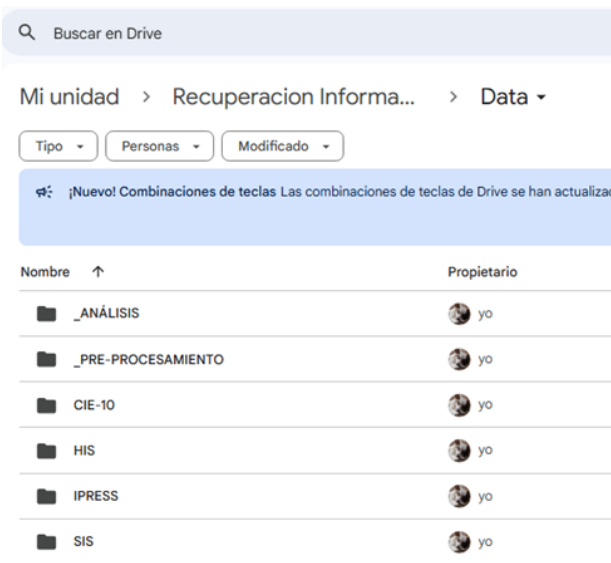 Buscar en Drive
Mi unidad > Recuperacion Informa... > Data
Tipo Personas Modificado
¡Nuevo! Combinaciones de teclas Las combinaciones de teclas de Drive se han actualizad
Nombre ↑ Propietario
_ANÁLISIS yo
_PRE-PROCESAMIENTO yo
CIE-10 yo
HIS yo
IPRESS yo
SIS yo